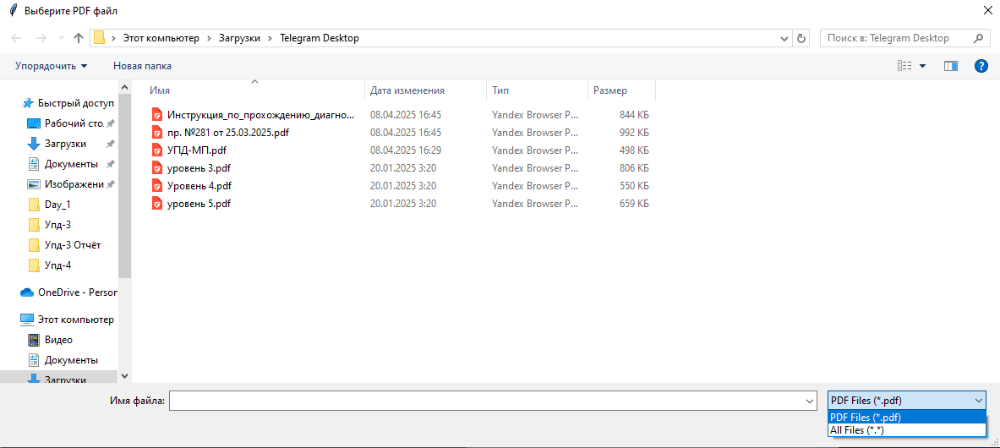 Выберите PDF файл
Этот компьютер > Загрузки > Telegram Desktop
Поиск в: Telegram Desktop
Упорядочить Новая папка
?
Имя Дата изменения Тип Размер
Инструкция_по_прохождению_диагно... 08.04.2025 16:45 Yandex Browser P... 844 КБ
пр. №281 от 25.03.2025.pdf 08.04.2025 16:45 Yandex Browser P... 992 КБ
УПД-МП.pdf 08.04.2025 16:29 Yandex Browser P... 498 КБ
уровень 3.pdf 20.01.2025 3:20 Yandex Browser P... 806 КБ
Уровень 4.pdf 20.01.2025 3:20 Yandex Browser P... 550 КБ
уровень 5.pdf 20.01.2025 3:20 Yandex Browser P... 659 КБ
Быстрый доступ
Рабочий сто.
Загрузки
Документы
Изображени
Day_1
Упд-3
Упд-3 Отчёт
Упд-4
OneDrive - Person
Этот компьютер
Видео
Документы
Загрузки
Имя файла:
PDF Files (*.pdf)
PDF Files (*.pdf)
All Files (*.*)